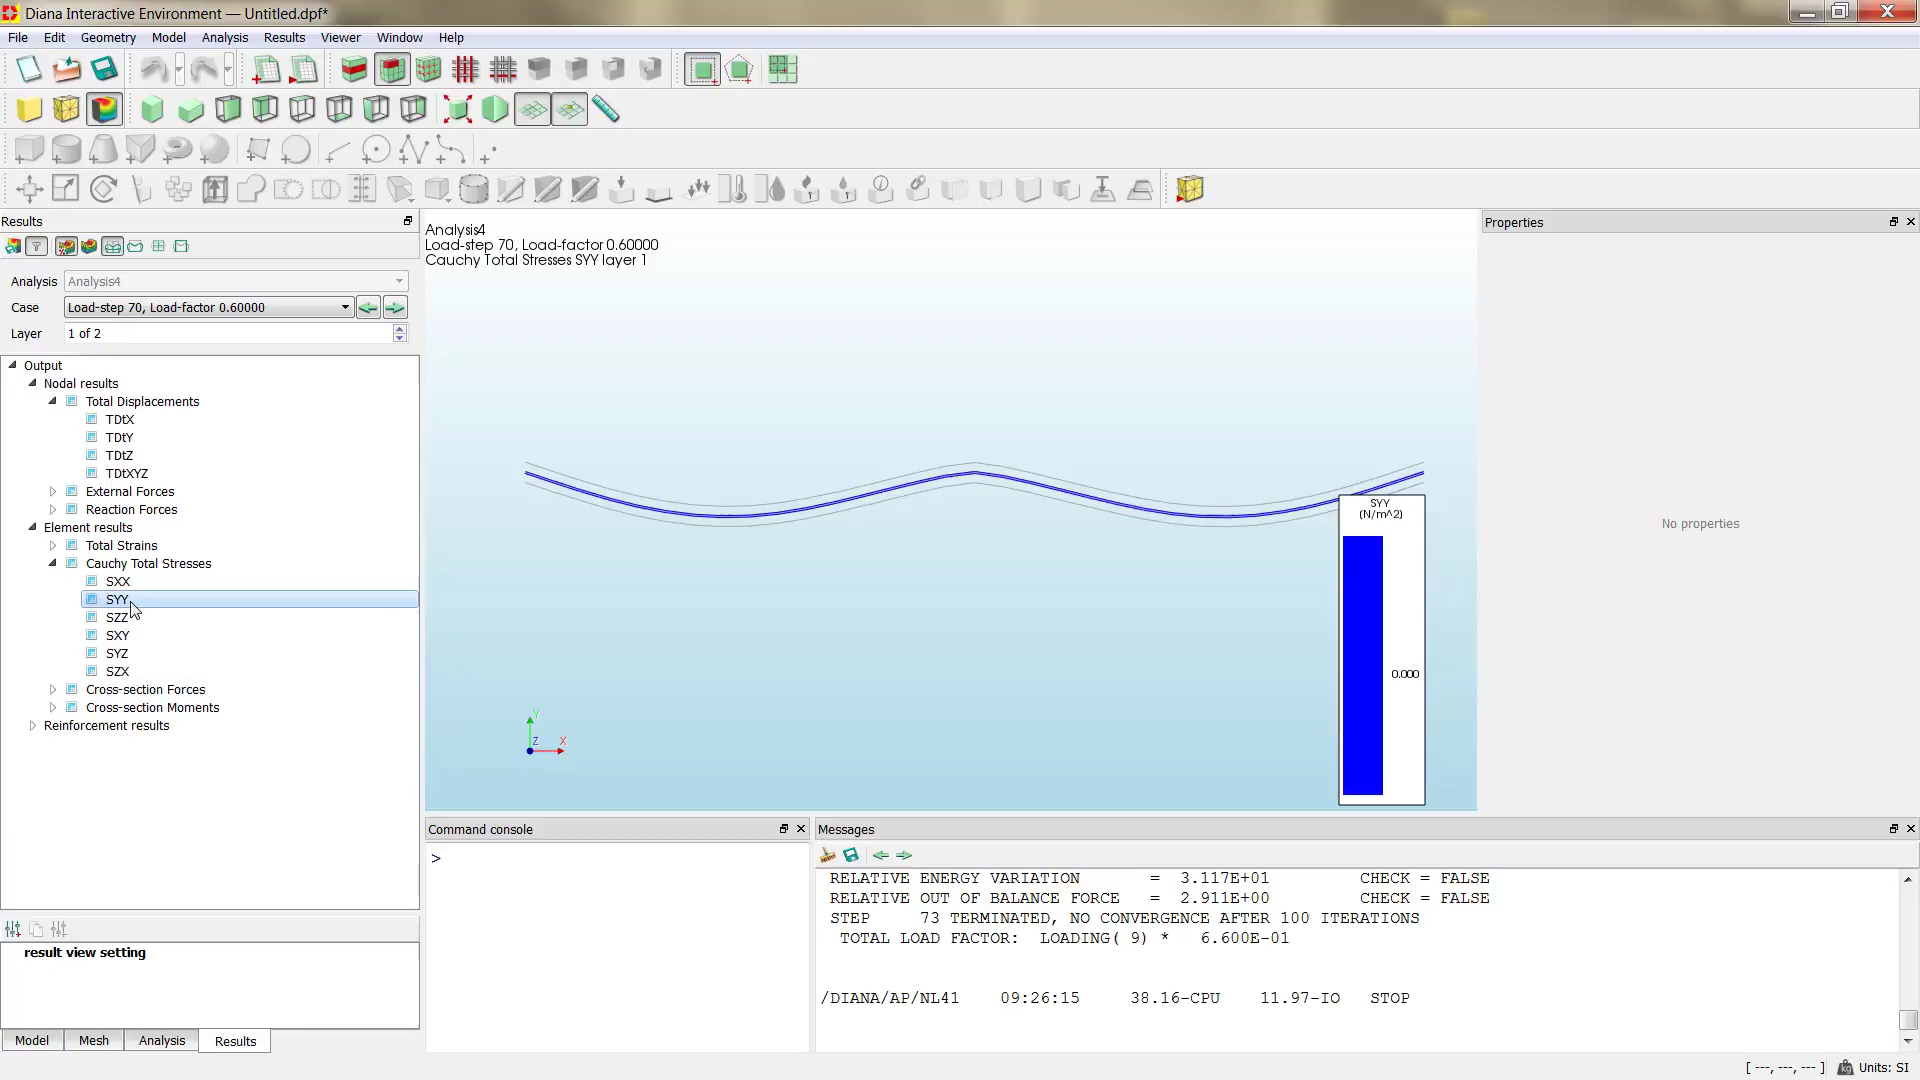 Diana Interactive Environment — Untitled.dpf*
File Edit Geometry Model Analysis Results Viewer Window Help
Results
Analysis Analysis4
Case Load-step 70, Load-factor 0.60000
Layer 1 of 2
Output
Nodal results
Total Displacements
TDtX
TDtY
TDtZ
TDtXYZ
External Forces
Reaction Forces
Element results
Total Strains
Cauchy Total Stresses
SXX
SYY
SZZ
SXY
SYZ
SZX
Cross-section Forces
Cross-section Moments
Reinforcement results
result view setting
Model Mesh Analysis Results
Analysis4
Load-step 70, Load-factor 0.60000
Cauchy Total Stresses SYY layer 1
SYY
(N/m^2)
0.000
Y
Z X
Properties
No properties
Command console
>
Messages
RELATIVE ENERGY VARIATION = 3.117E+01 CHECK = FALSE
RELATIVE OUT OF BALANCE FORCE = 2.911E+00 CHECK = FALSE
STEP 73 TERMINATED, NO CONVERGENCE AFTER 100 ITERATIONS
TOTAL LOAD FACTOR: LOADING( 9) * 6.600E-01
/DIANA/AP/NL41 09:26:15 38.16-CPU 11.97-IO STOP
[ ---, ---, --- ] kg Units: SI